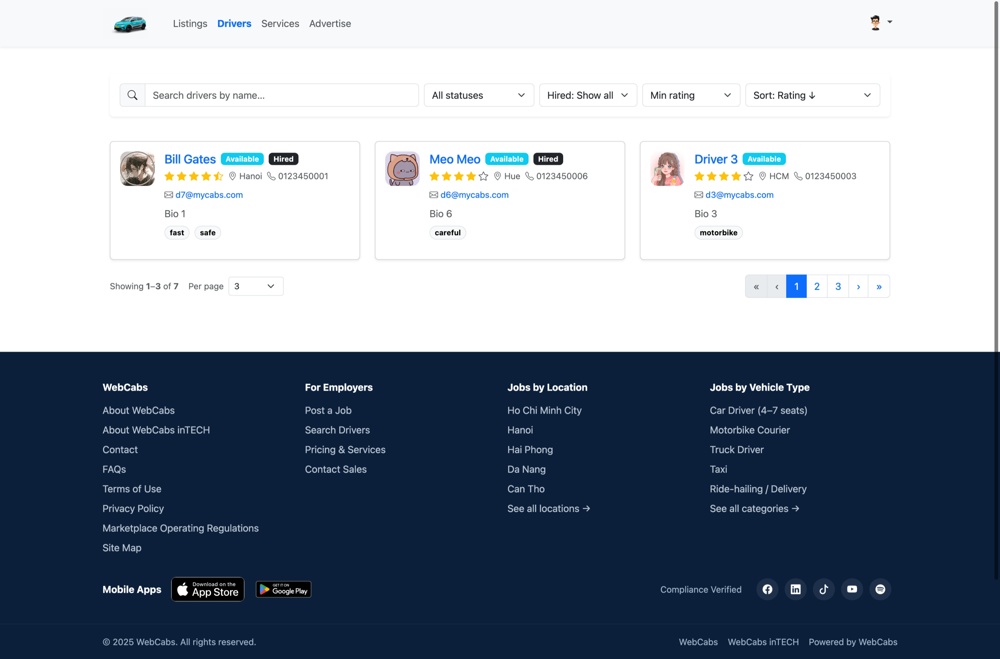 Listings Drivers Services Advertise
Search drivers by name... All statuses Hired: Show all Min rating Sort: Rating ↓
Bill Gates Available Hired
Hanoi 0123450001
d7@mycabs.com
Bio 1
fast safe
Meo Meo Available Hired
Hue 0123450006
d6@mycabs.com
Bio 6
careful
Driver 3 Available
HCM 0123450003
d3@mycabs.com
Bio 3
motorbike
Showing 1–3 of 7 Per page 3
« ‹ 1 2 3 › »
WebCabs
About WebCabs
About WebCabs inTECH
Contact
FAQs
Terms of Use
Privacy Policy
Marketplace Operating Regulations
Site Map
For Employers
Post a Job
Search Drivers
Pricing & Services
Contact Sales
Jobs by Location
Ho Chi Minh City
Hanoi
Hai Phong
Da Nang
Can Tho
See all locations →
Jobs by Vehicle Type
Car Driver (4–7 seats)
Motorbike Courier
Truck Driver
Taxi
Ride-hailing / Delivery
See all categories →
Mobile Apps
Download on the
App Store
GET IT ON
Google Play
Compliance Verified
© 2025 WebCabs. All rights reserved.
WebCabs WebCabs inTECH Powered by WebCabs